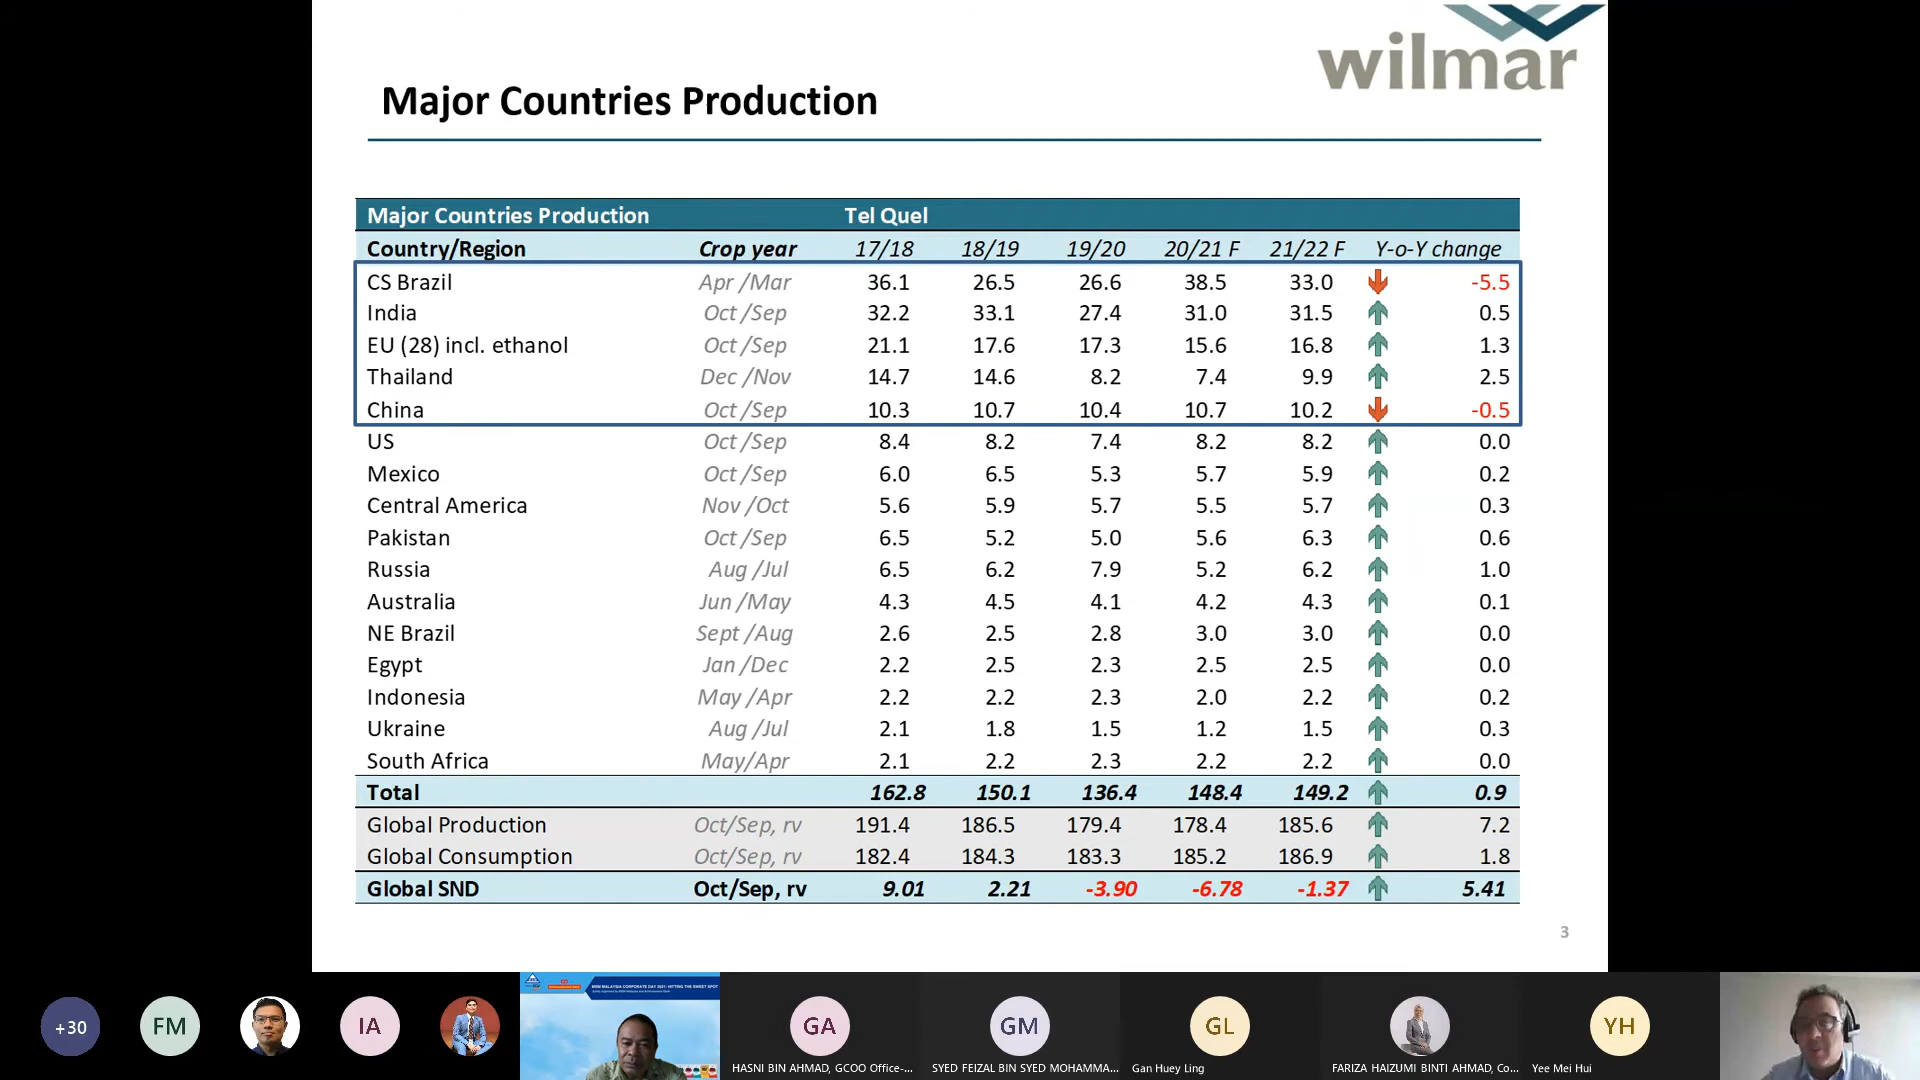 wilmar
Major Countries Production
Major Countries Production Tel Quel
Country/Region Crop year 17/18 18/19 19/20 20/21 F 21/22 F Y-o-Y change
CS Brazil Apr /Mar 36.1 26.5 26.6 38.5 33.0 -5.5
India Oct /Sep 32.2 33.1 27.4 31.0 31.5 0.5
EU (28) incl. ethanol Oct /Sep 21.1 17.6 17.3 15.6 16.8 1.3
Thailand Dec /Nov 14.7 14.6 8.2 7.4 9.9 2.5
China Oct /Sep 10.3 10.7 10.4 10.7 10.2 -0.5
US Oct /Sep 8.4 8.2 7.4 8.2 8.2 0.0
Mexico Oct /Sep 6.0 6.5 5.3 5.7 5.9 0.2
Central America Nov /Oct 5.6 5.9 5.7 5.5 5.7 0.3
Pakistan Oct /Sep 6.5 5.2 5.0 5.6 6.3 0.6
Russia Aug /Jul 6.5 6.2 7.9 5.2 6.2 1.0
Australia Jun /May 4.3 4.5 4.1 4.2 4.3 0.1
NE Brazil Sept /Aug 2.6 2.5 2.8 3.0 3.0 0.0
Egypt Jan /Dec 2.2 2.5 2.3 2.5 2.5 0.0
Indonesia May /Apr 2.2 2.2 2.3 2.0 2.2 0.2
Ukraine Aug /Jul 2.1 1.8 1.5 1.2 1.5 0.3
South Africa May/Apr 2.1 2.2 2.3 2.2 2.2 0.0
Total 162.8 150.1 136.4 148.4 149.2 0.9
Global Production Oct/Sep, rv 191.4 186.5 179.4 178.4 185.6 7.2
Global Consumption Oct/Sep, rv 182.4 184.3 183.3 185.2 186.9 1.8
Global SND Oct/Sep, rv 9.01 2.21 -3.90 -6.78 -1.37 5.41
3
+30 FM IA GA GM GL YH
MSM MALAYSIA CORPORATE DAY 2021: HITTING THE SWEET SPOT
HASNI BIN AHMAD, GCOO Office-... SYED FEIZAL BIN SYED MOHAMMA... Gan Huey Ling FARIZA HAIZUMI BINTI AHMAD, Co... Yee Mei Hui